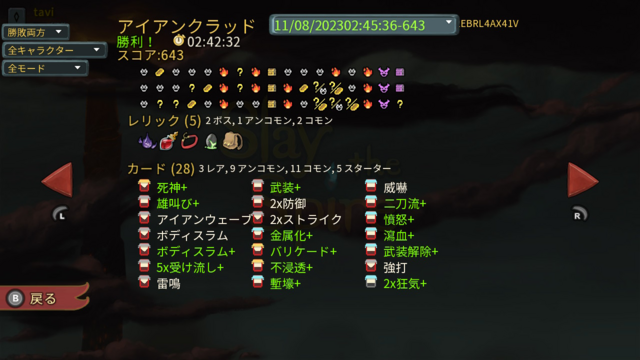 tavi
勝敗両方
全キャラクター
全モード
アイアンクラッド
11/08/202302:45:36-643
EBRL4AX41V
勝利！ 02:42:32
スコア:643
レリック (5) 2 ボス, 1 アンコモン, 2 コモン
カード (28) 3 レア, 9 アンコモン, 11 コモン, 5 スターター
死神+ 武装+ 威嚇
雄叫び+ 2x防御 二刀流+
アイアンウェーブ 2xストライク 憤怒+
ボディスラム 金属化+ 瀉血+
ボディスラム+ バリケード+ 武装解除+
5x受け流し+ 不浸透+ 強打
雷鳴 塹壕+ 2x狂気+
L
R
B 戻る